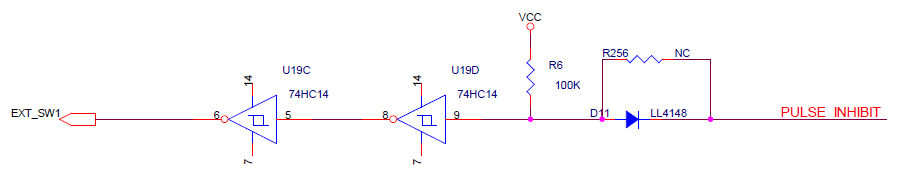 VCC
R256 NC
U19C
U19D
R6
14
14
74HC14
74HC14
100K
EXT_SW1
6
5
8
9
D11
LL4148
PULSE INHIBIT
7
7